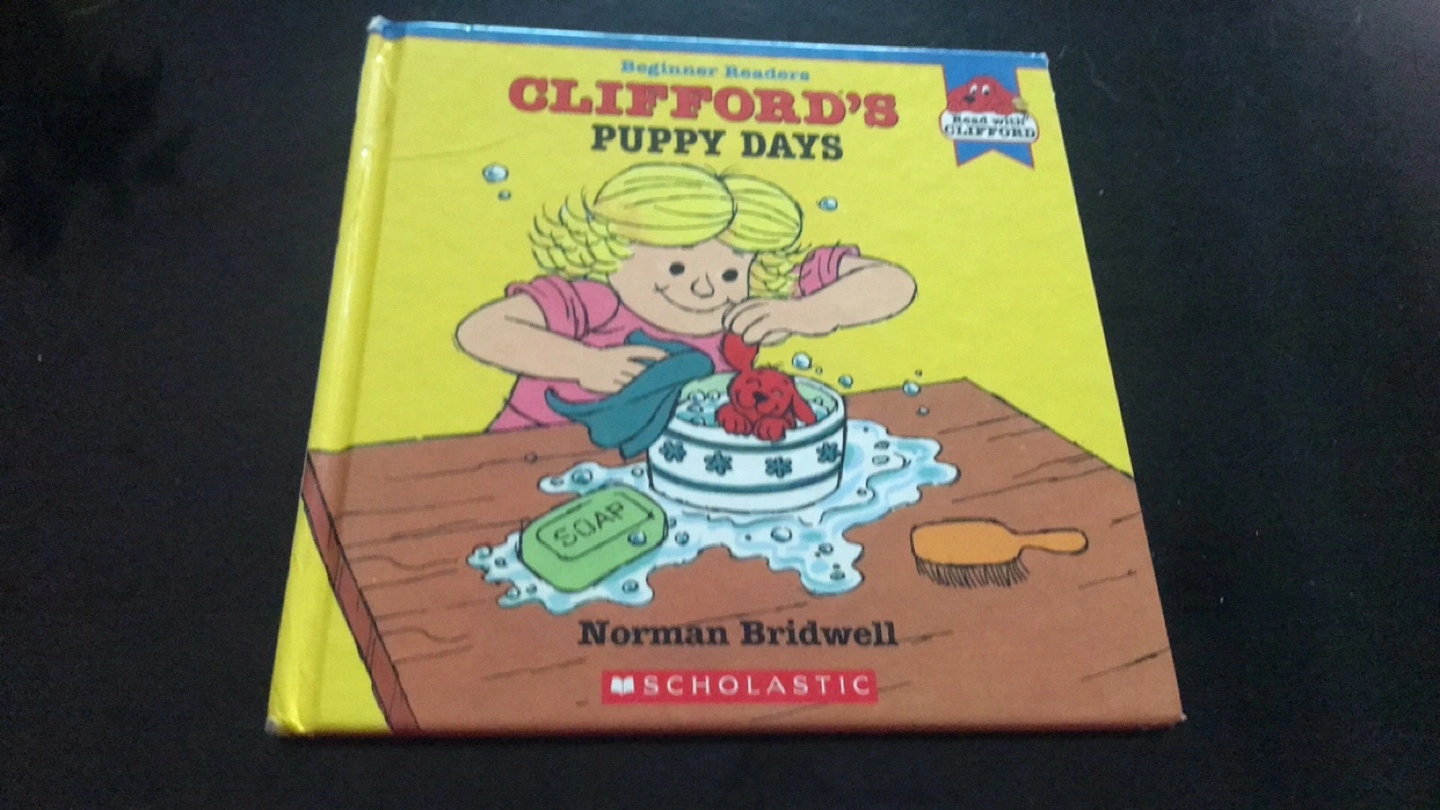 Beginner Readers
CLIFFORD'S
PUPPY DAYS
Read with
CLIFFORD
SOAP
Norman Bridwell
SCHOLASTIC